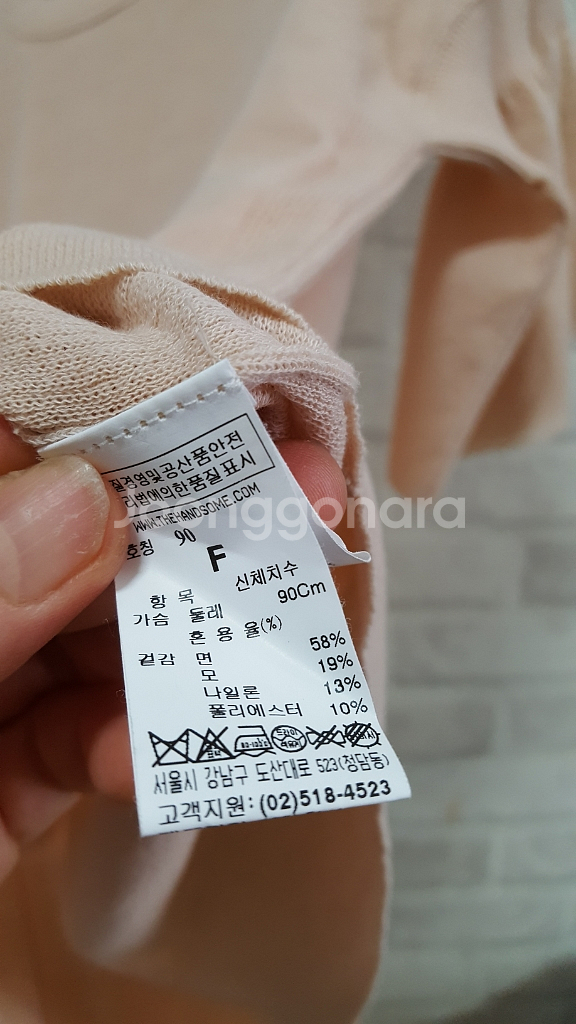 질경영및공산품안전
리법에의한품질표시
WWW.THEHANDSOME.COM
호칭 90
F
항 목 신체치수
가슴 둘레 90Cm
혼 용 율(%)
겉감 면 58%
모 19%
나일론 13%
폴리에스터 10%
드라이
서울시 강남구 도산대로 523(청담동)
고객지원: (02)518-4523
joonggonara